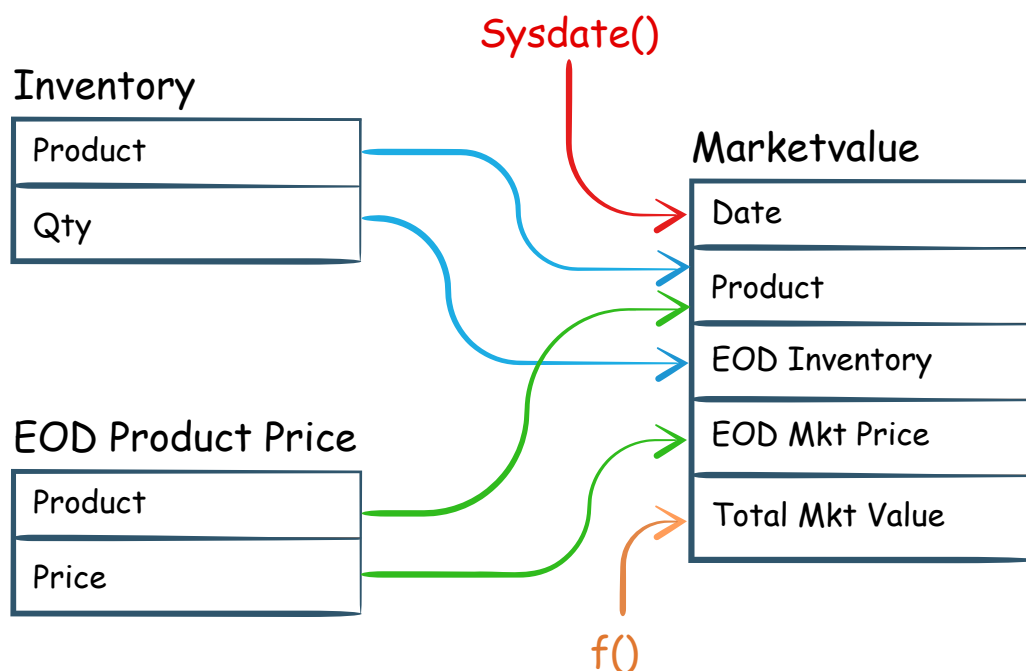 Sysdate()
Inventory
Product
Qty
Marketvalue
Date
Product
EOD Inventory
EOD Mkt Price
Total Mkt Value
EOD Product Price
Product
Price
f()